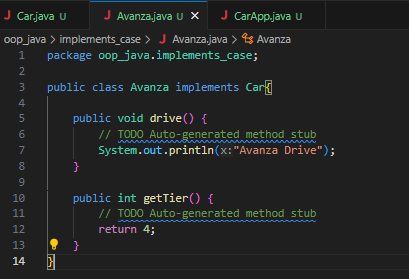 Car.java U
Avanza.java U
CarApp.java U
oop_java > implements_case > Avanza.java > Avanza
1 package oop_java.implements_case;
2
3 public class Avanza implements Car{
4
5 public void drive() {
6 // TODO Auto-generated method stub
7 System.out.println(x:"Avanza Drive");
8 }
9
10 public int getTier() {
11 // TODO Auto-generated method stub
12 return 4;
13 }
14 }